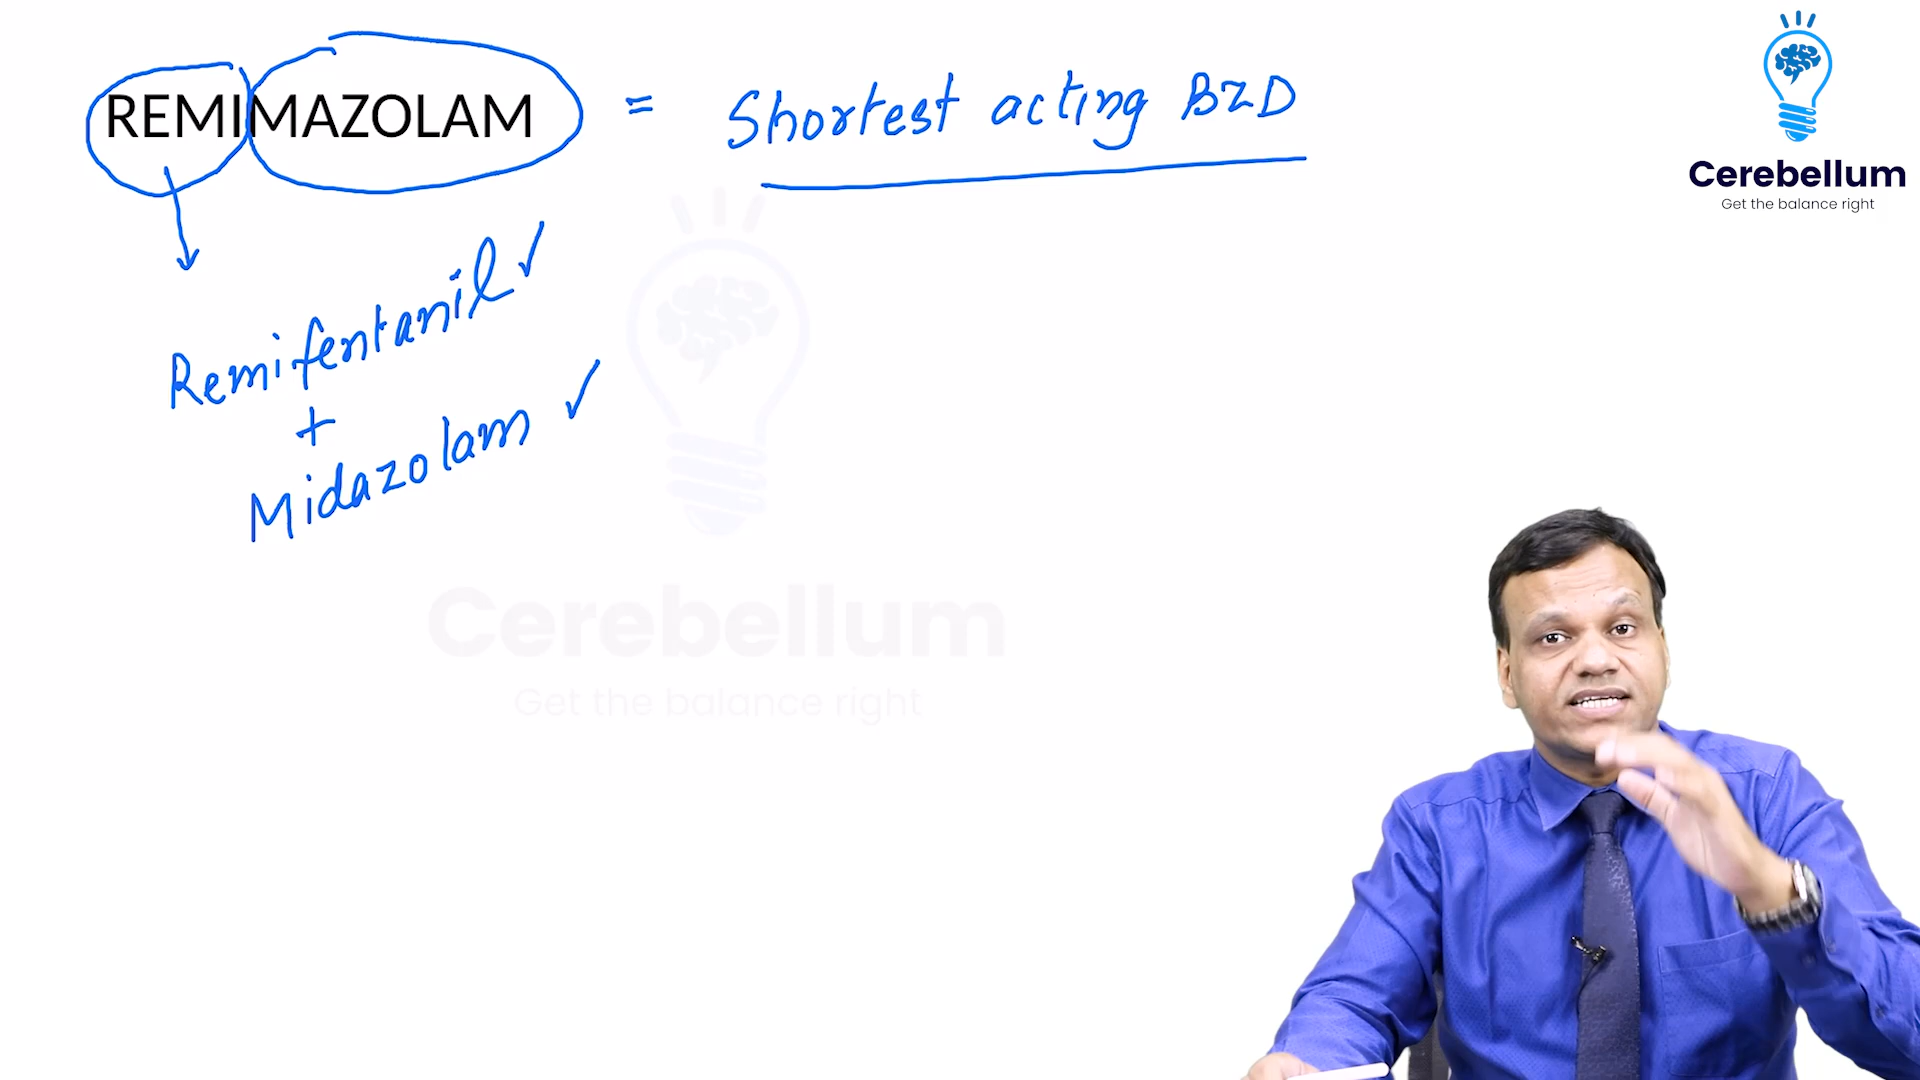 REMIMAZOLAM = Shortest acting BZD
Remifentanil ✓
+
Midazolam ✓
Cerebellum
Get the balance right
Cerebellum
Get the balance right